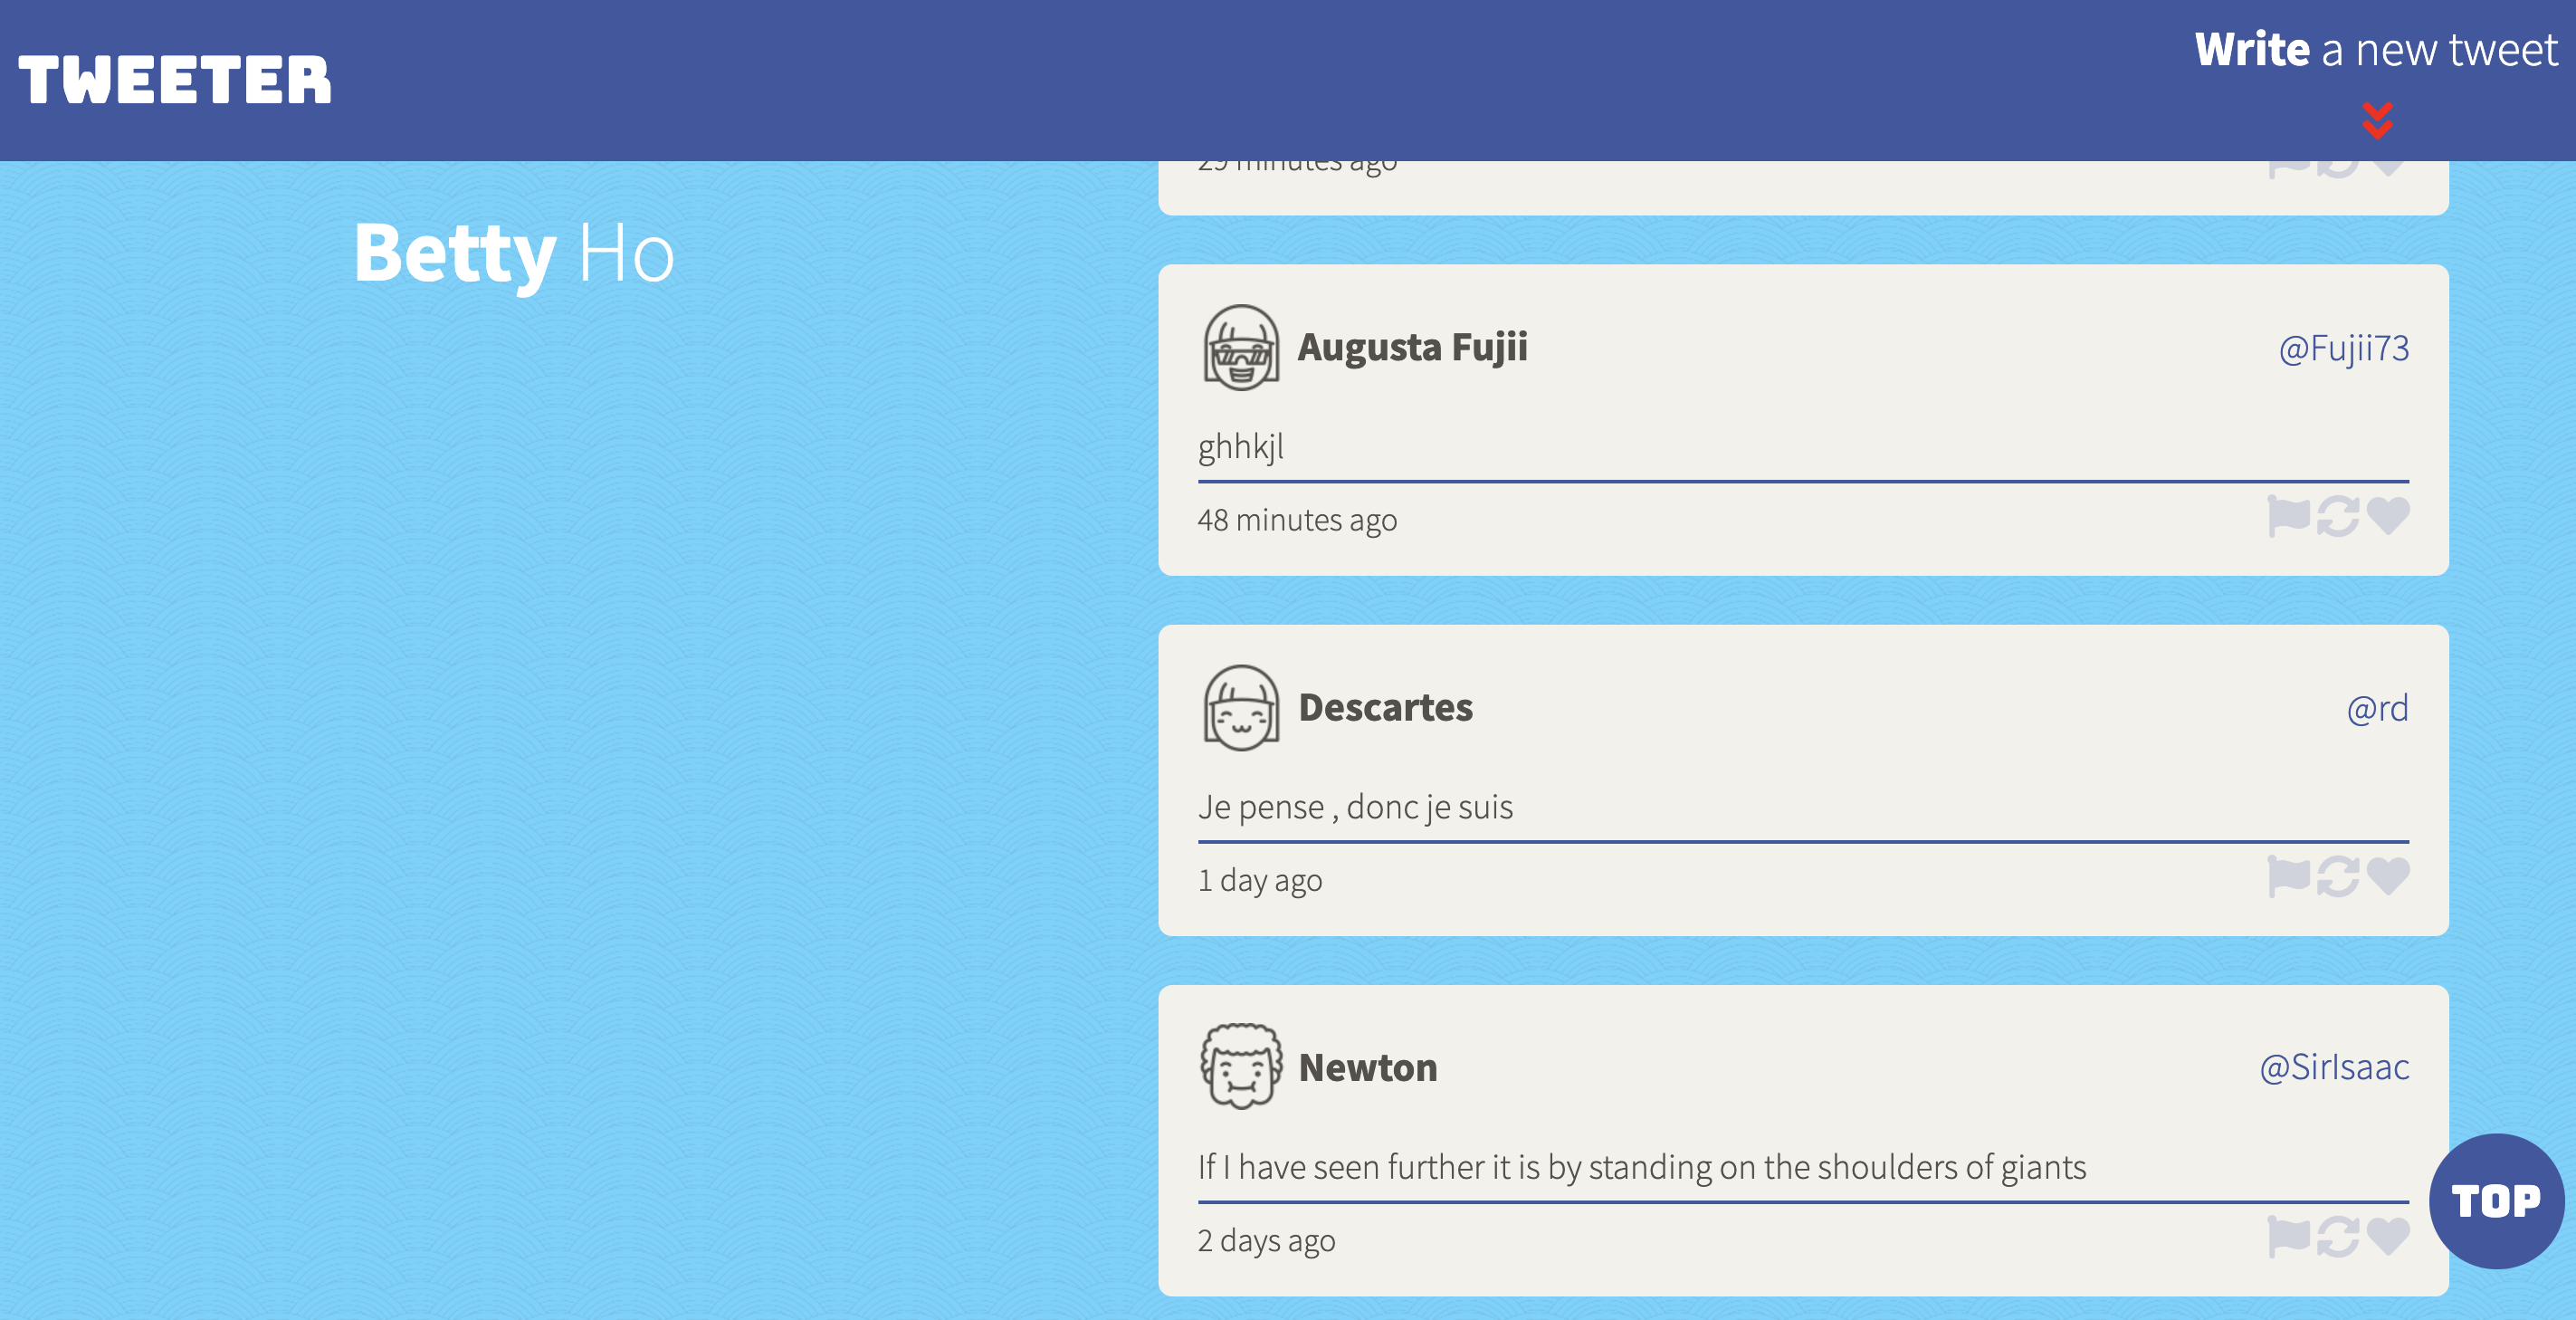 TWEETER
Write a new tweet
Betty Ho
29 minutes ago
Augusta Fujii
@Fujii73
ghhkjl
48 minutes ago
Descartes
@rd
Je pense , donc je suis
1 day ago
Newton
@SirIsaac
If I have seen further it is by standing on the shoulders of giants
2 days ago
TOP